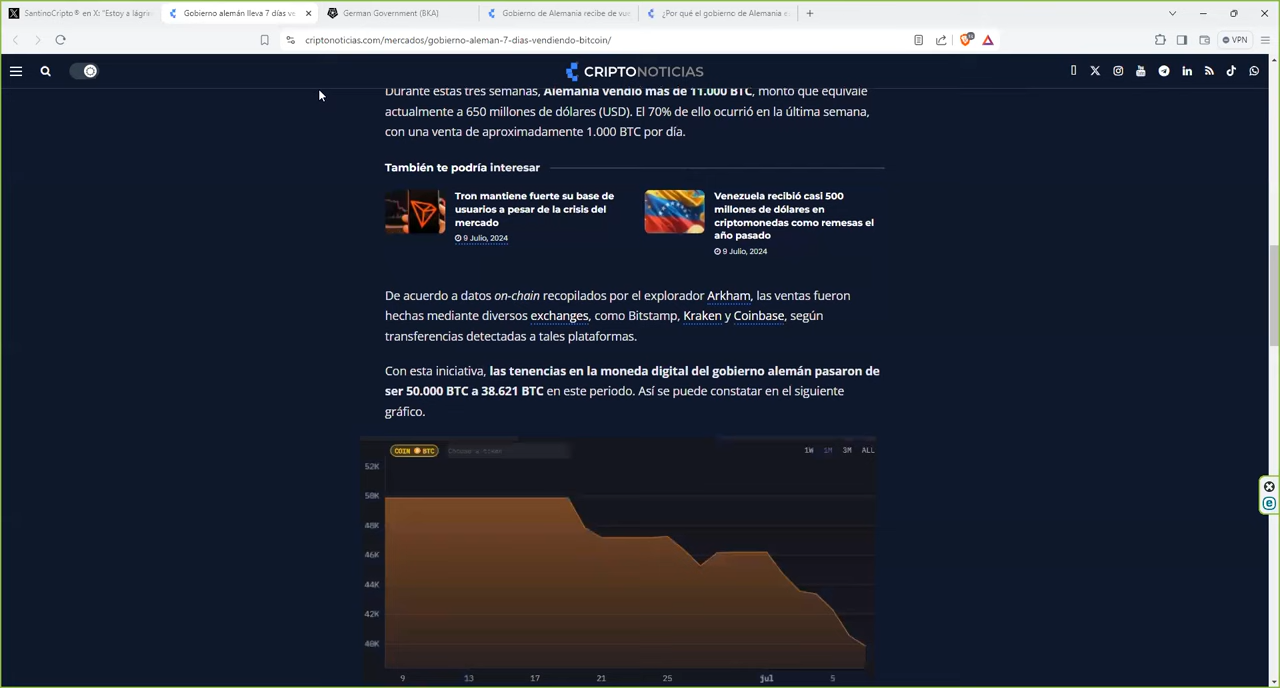 SantinoCripto® en X: "Estoy a lágri
Gobierno alemán lleva 7 días ve
German Government (BKA)
Gobierno de Alemania recibe de vu
¿Por qué el gobierno de Alemania e
criptonoticias.com/mercados/gobierno-aleman-7-dias-vendiendo-bitcoin/
VPN
CRIPTONOTICIAS
Durante estas tres semanas, Alemania vendió más de 11.000 BTC, monto que equivale
actualmente a 650 millones de dólares (USD). El 70% de ello ocurrió en la última semana,
con una venta de aproximadamente 1.000 BTC por día.
También te podría interesar
Tron mantiene fuerte su base de
usuarios a pesar de la crisis del
mercado
9 Julio, 2024
Venezuela recibió casi 500
millones de dólares en
criptomonedas como remesas el
año pasado
9 Julio, 2024
De acuerdo a datos on-chain recopilados por el explorador Arkham, las ventas fueron
hechas mediante diversos exchanges, como Bitstamp, Kraken y Coinbase, según
transferencias detectadas a tales plataformas.
Con esta iniciativa, las tenencias en la moneda digital del gobierno alemán pasaron de
ser 50.000 BTC a 38.621 BTC en este periodo. Así se puede constatar en el siguiente
gráfico.
COIN BTC
1W 1M 3M ALL
52K
50K
48K
46K
44K
42K
40K
9 13 17 21 25 jul 5